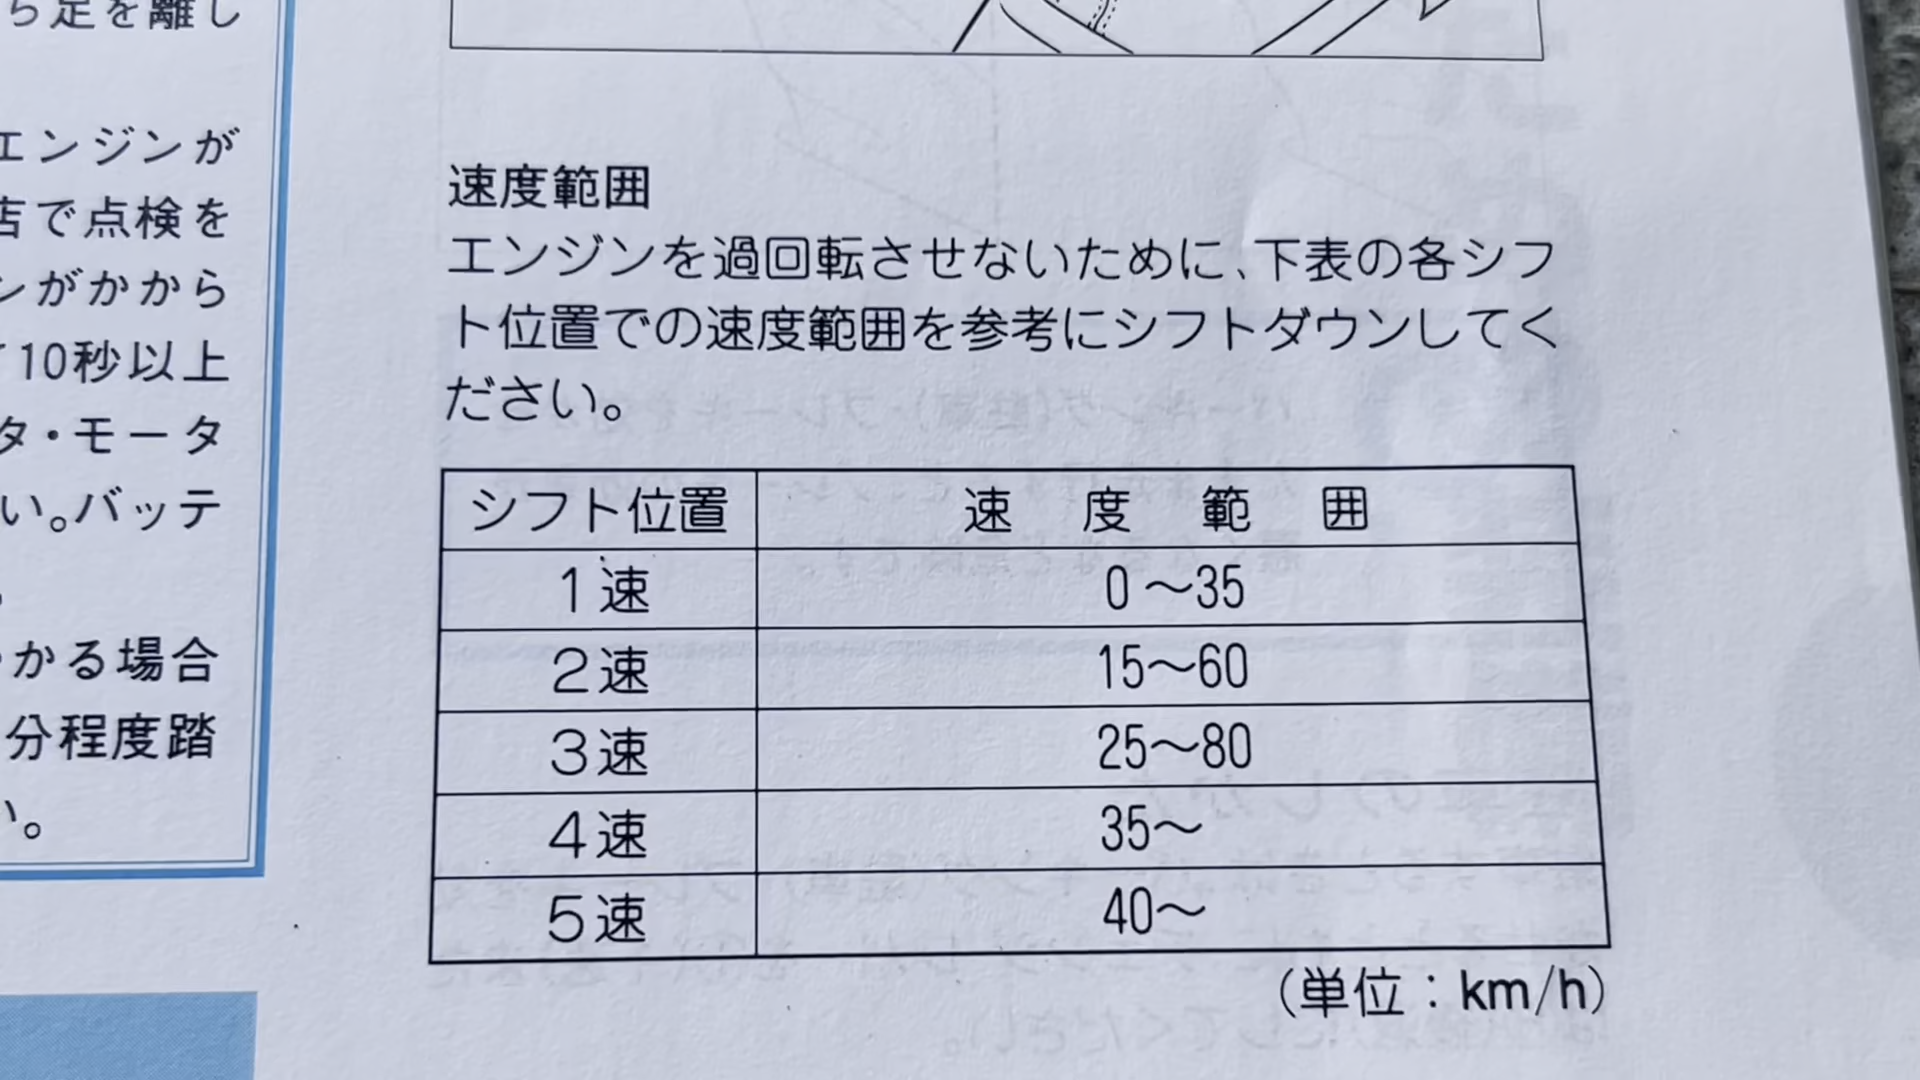 ら足を離し
エンジンが
店で点検を
ンがかから
て10秒以上
タ・モータ
い。バッテ
かる場合
分程度踏
い。
速度範囲
エンジンを過回転させないために、下表の各シフ
ト位置での速度範囲を参考にシフトダウンしてく
ださい。
シフト位置 速度範囲
1速 0～35
2速 15～60
3速 25～80
4速 35～
5速 40～
(単位：km/h)